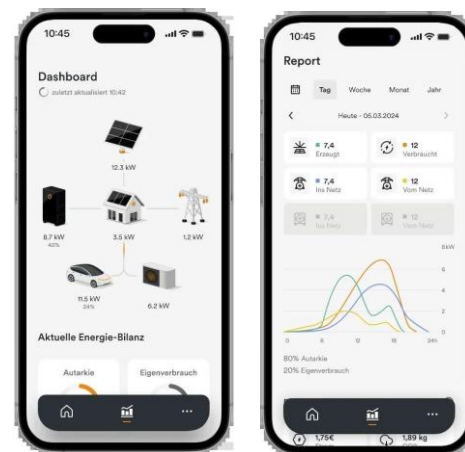 10:45
Dashboard
zuletzt aktualisiert 10:42
12.3 kW
8.7 kW
3.5 kW
1.2 kW
42%
11.5 kW
24%
6.2 kW
Aktuelle Energie-Bilanz
Autarkie
Eigenverbrauch
10:45
Report
Tag
Woche
Monat
Jahr
Heute - 05.03.2024
7,4
Erzeugt
12
Verbraucht
7,4
Ins Netz
12
Vom Netz
7,4
Ins Netz
12
Vom Netz
8kW
6
4
2
0
0
6
12
18
24h
80% Autarkie
20% Eigenverbrauch
1,75€
1,89 kg